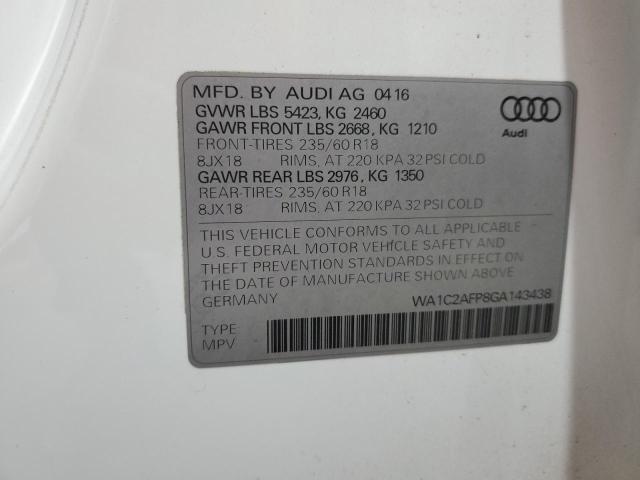 MFD. BY AUDI AG 04 16
GVWR LBS 5423, KG 2460
GAWR FRONT LBS 2668, KG 1210
FRONT-TIRES 235/60 R18
8JX18 RIMS, AT 220 KPA 32 PSI COLD
GAWR REAR LBS 2976, KG 1350
REAR-TIRES 235/60 R18
8JX18 RIMS, AT 220 KPA 32 PSI COLD
Audi
THIS VEHICLE CONFORMS TO ALL APPLICABLE
U. S. FEDERAL MOTOR VEHICLE SAFETY AND
THEFT PREVENTION STANDARDS IN EFFECT ON
THE DATE OF MANUFACTURE SHOWN ABOVE
GERMANY
WA1C2AFP8GA143438
TYPE
MPV